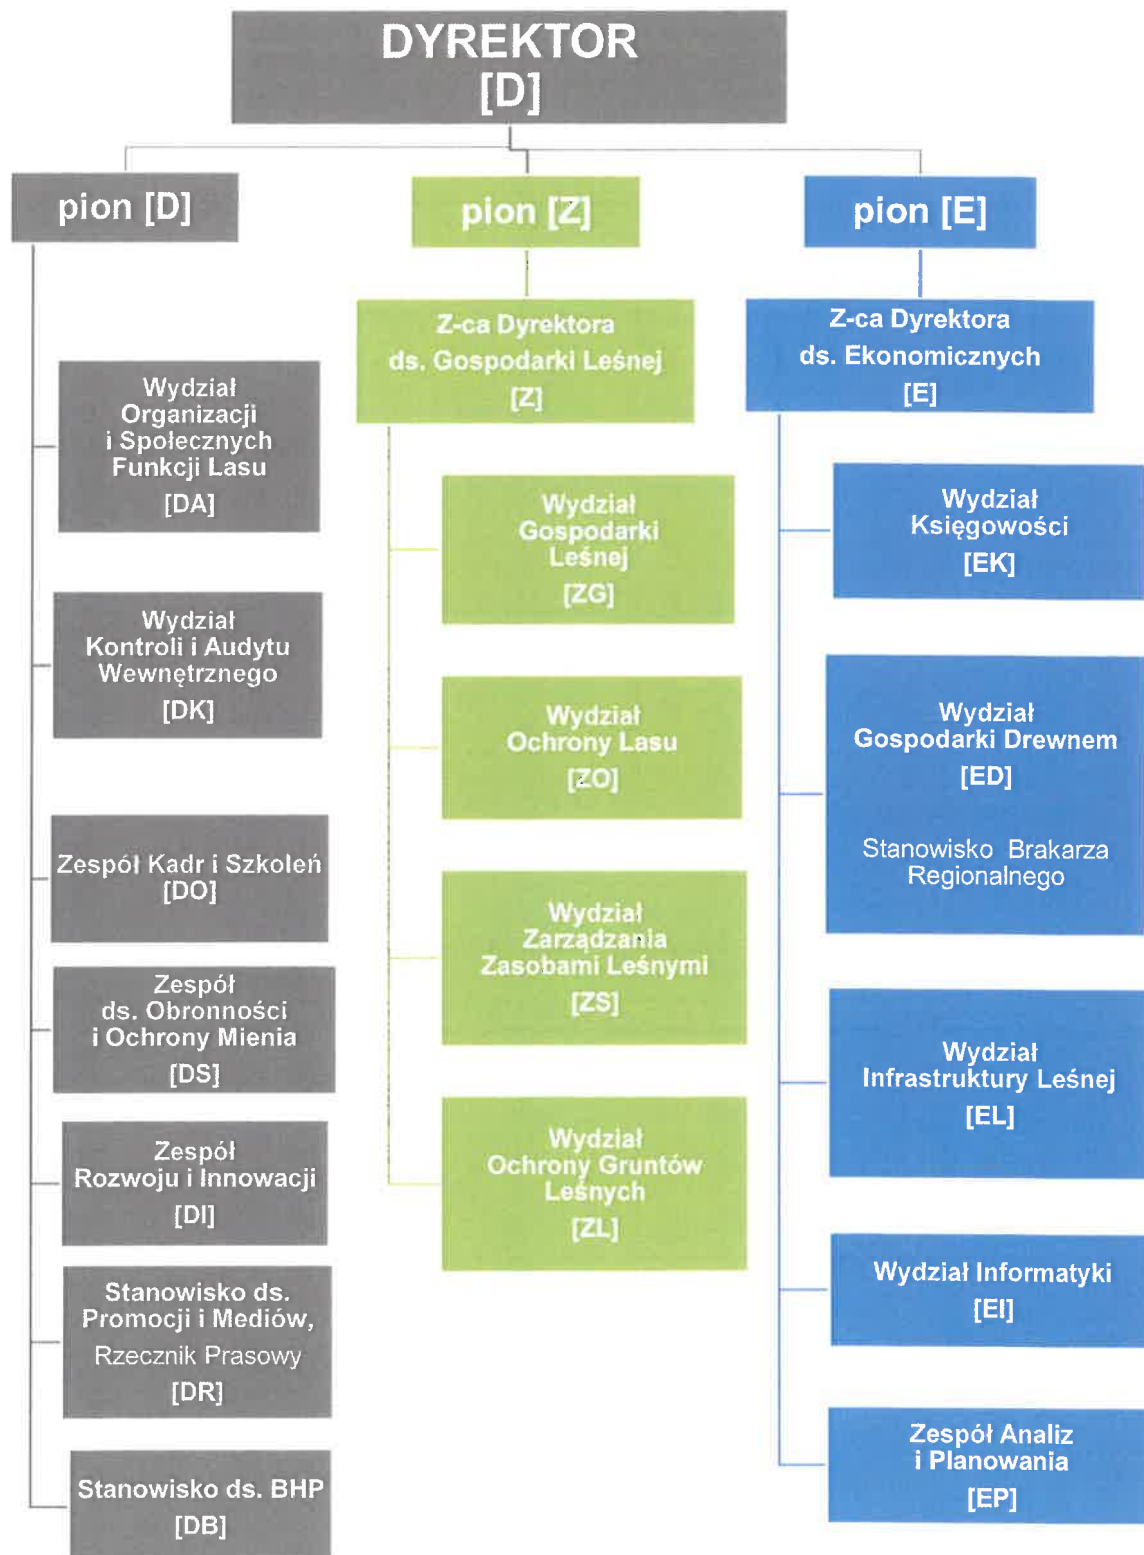 DYREKTOR
[D]
pion [D]
pion [Z]
pion [E]
Wydział
Organizacji
i Społecznych
Funkcji Lasu
[DA]
Wydział
Kontroli i Audytu
Wewnętrznego
[DK]
Zespół Kadr i Szkoleń
[DO]
Zespół
ds. Obronności
i Ochrony Mienia
[DS]
Zespół
Rozwoju i Innowacji
[DI]
Stanowisko ds.
Promocji i Mediów,
Rzecznik Prasowy
[DR]
Stanowisko ds. BHP
[DB]
Z-ca Dyrektora
ds. Gospodarki Leśnej
[Z]
Wydział
Gospodarki
Leśnej
[ZG]
Wydział
Ochrony Lasu
[ZO]
Wydział
Zarządzania
Zasobami Leśnymi
[ZS]
Wydział
Ochrony Gruntów
Leśnych
[ZL]
Z-ca Dyrektora
ds. Ekonomicznych
[E]
Wydział
Księgowości
[EK]
Wydział
Gospodarki Drewnem
[ED]
Stanowisko Brakarza
Regionalnego
Wydział
Infrastruktury Leśnej
[EL]
Wydział Informatyki
[EI]
Zespół Analiz
i Planowania
[EP]